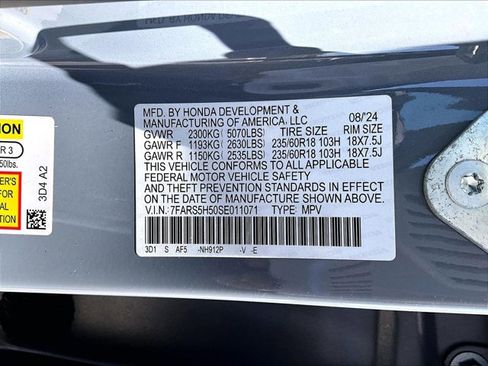 MFD. BY HONDA DEVELOPMENT &
MANUFACTURING OF AMERICA, LLC 08/24
GVWR 2300KG (5070LBS) TIRE SIZE RIM SIZE
GAWR F 1193KG ( 2630LBS) 235/60R18 103H 18X7.5J
GAWR R 1150KG ( 2535LBS) 235/60R18 103H 18X7.5J
THIS VEHICLE CONFORMS TO ALL APPLICABLE
FEDERAL MOTOR VEHICLE SAFETY
AND THEFT PREVENTION STANDARDS IN EFFECT
ON THE DATE OF MANUFACTURE SHOWN ABOVE.
V.I.N.: 7FARS5H50SE011071 TYPE: MPV
3D1 S AF5 -NH912P -V -E
3D4 A2
R 3